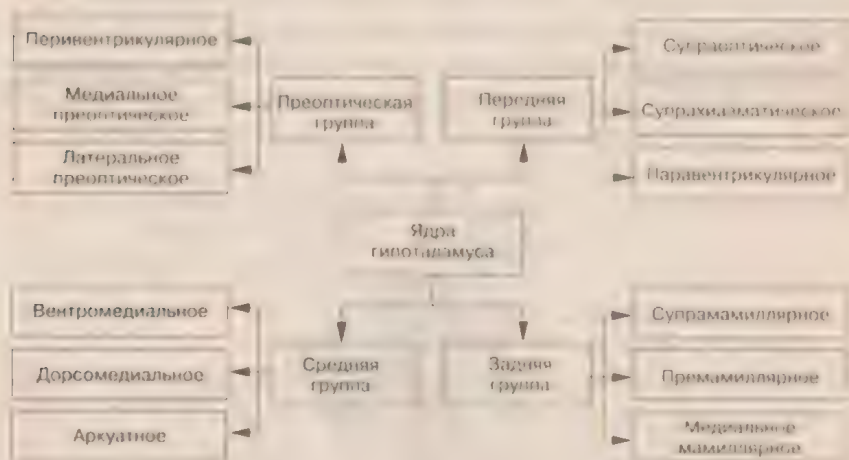 Перивентрикулярное
Медиальное
преоптическое
Латеральное
преоптическое
Преоптическая
группа
Передняя
группа
Супраоптическое
Супрахиазматическое
Паравентрикулярное
Ядра
гипоталамуса
Вентромедиальное
Дорсомедиальное
Аркуатное
Средняя
группа
Задняя
группа
Супрамамиллярное
Премамиллярное
Медиальное
мамиллярное